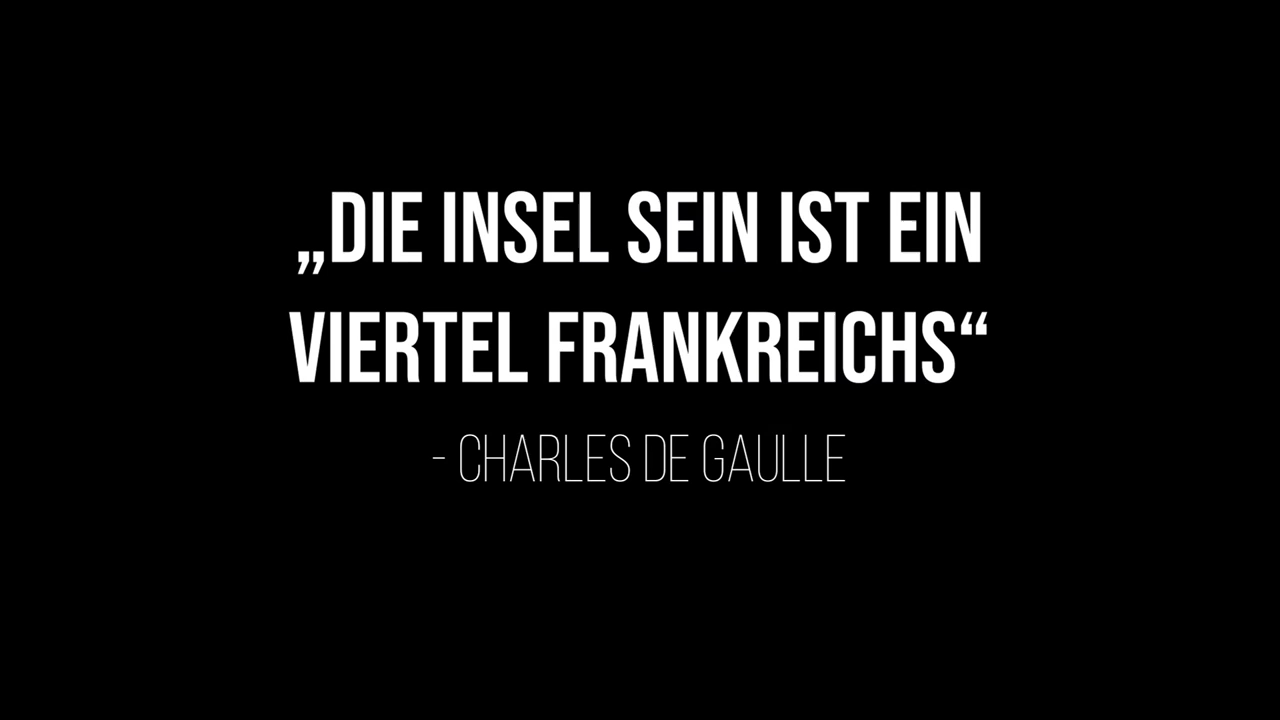 „DIE INSEL SEIN IST EIN
VIERTEL FRANKREICHS“
- CHARLES DE GAULLE